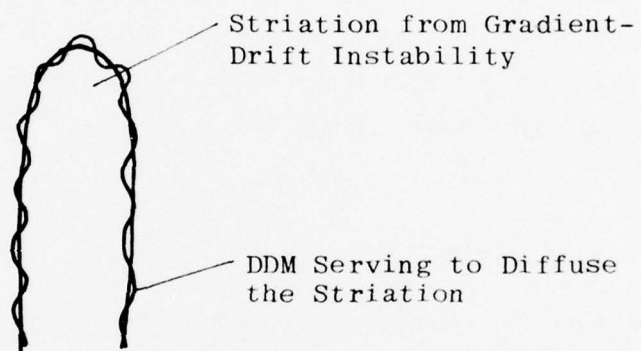 Striation from Gradient-
Drift Instability
DDM Serving to Diffuse
the Striation